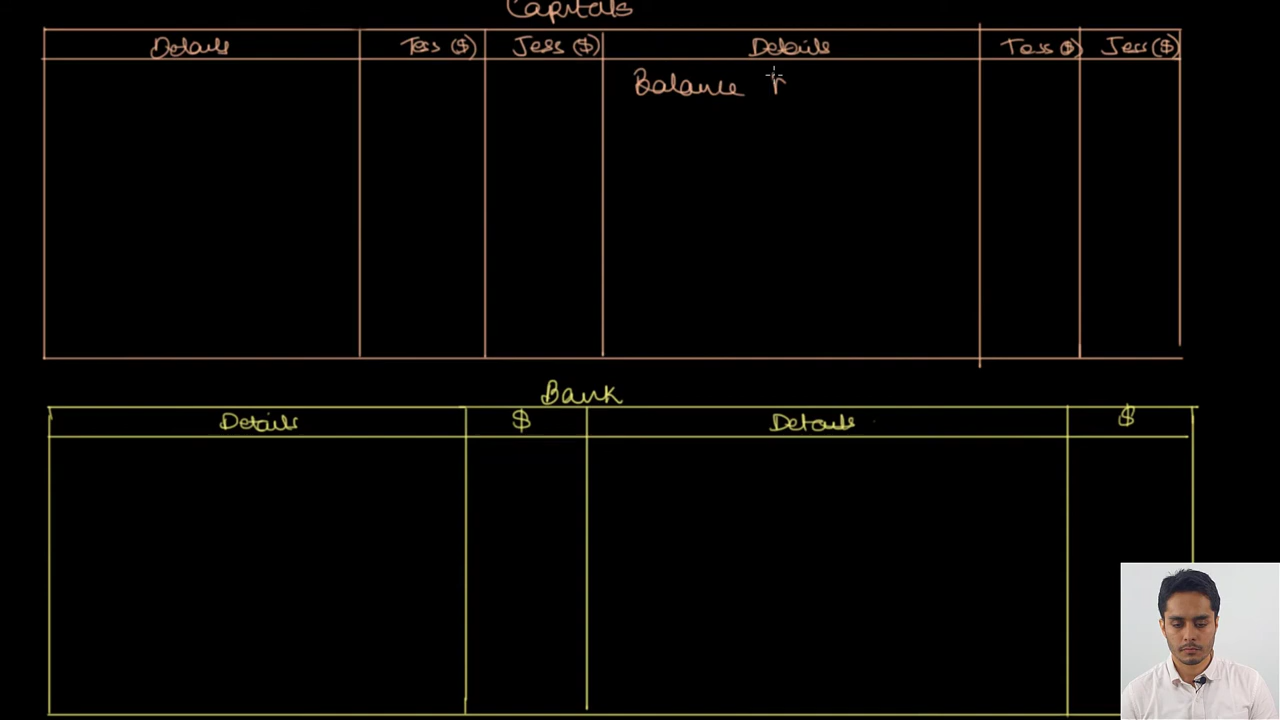 Capitals
Details Tess ($) Jess ($) Details Tess $) Jess ($)
Balance
Bank
Details $ Details $